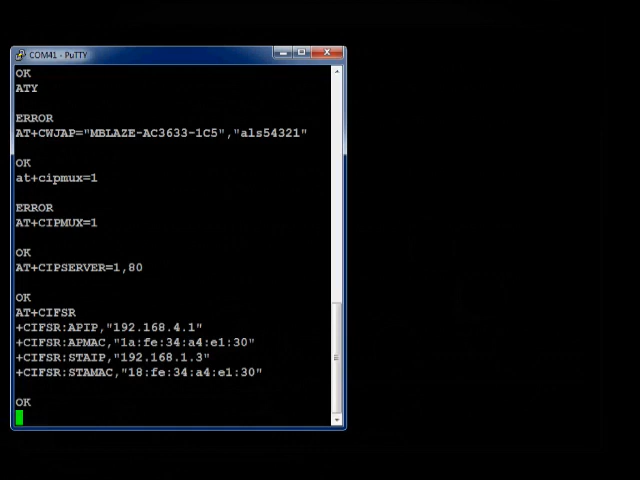 COM41 - PuTTY
OK
ATY
ERROR
AT+CWJAP="MBLAZE-AC3633-1C5","als54321"
OK
at+cipmux=1
ERROR
AT+CIPMUX=1
OK
AT+CIPSERVER=1,80
OK
AT+CIFSR
+CIFSR:APIP,"192.168.4.1"
+CIFSR:APMAC,"1a:fe:34:a4:e1:30"
+CIFSR:STAIP,"192.168.1.3"
+CIFSR:STAMAC,"18:fe:34:a4:e1:30"
OK